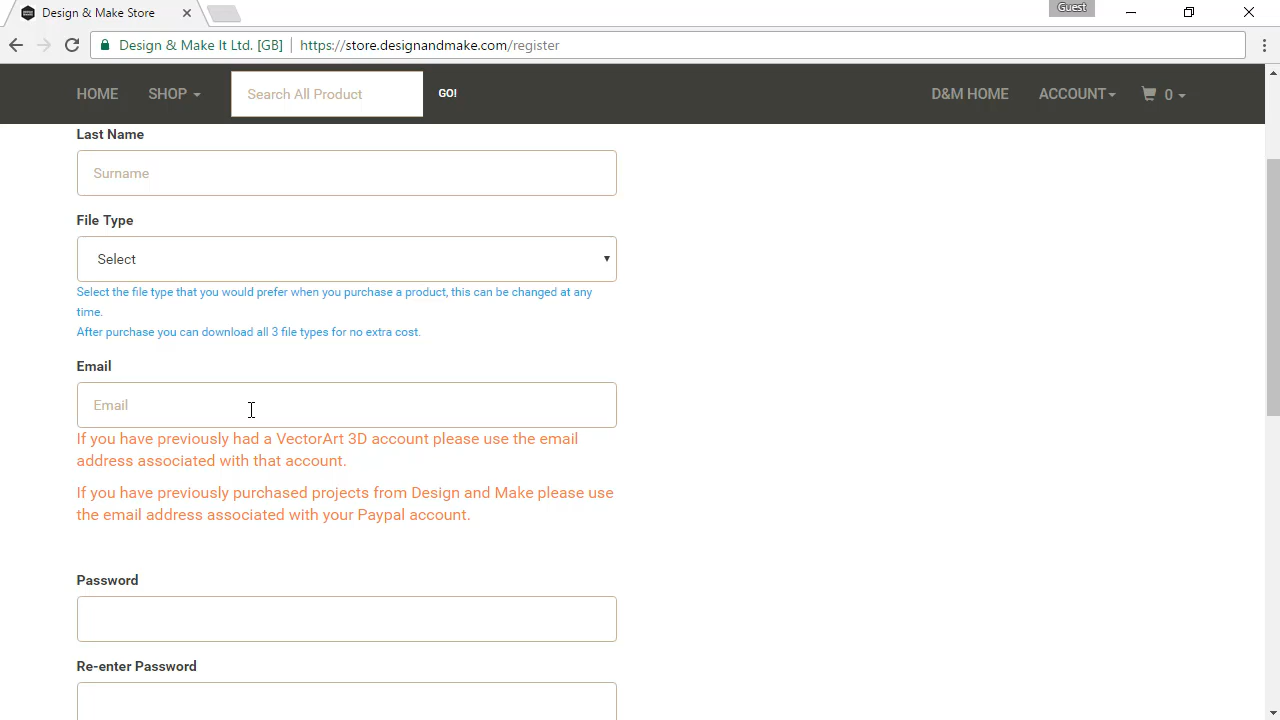 Design & Make Store
Guest
Design & Make It Ltd. [GB] https://store.designandmake.com/register
HOME SHOP Search All Product GO! D&M HOME ACCOUNT 0
Last Name
Surname
File Type
Select
Select the file type that you would prefer when you purchase a product, this can be changed at any
time.
After purchase you can download all 3 file types for no extra cost.
Email
Email
If you have previously had a VectorArt 3D account please use the email
address associated with that account.
If you have previously purchased projects from Design and Make please use
the email address associated with your Paypal account.
Password
Re-enter Password